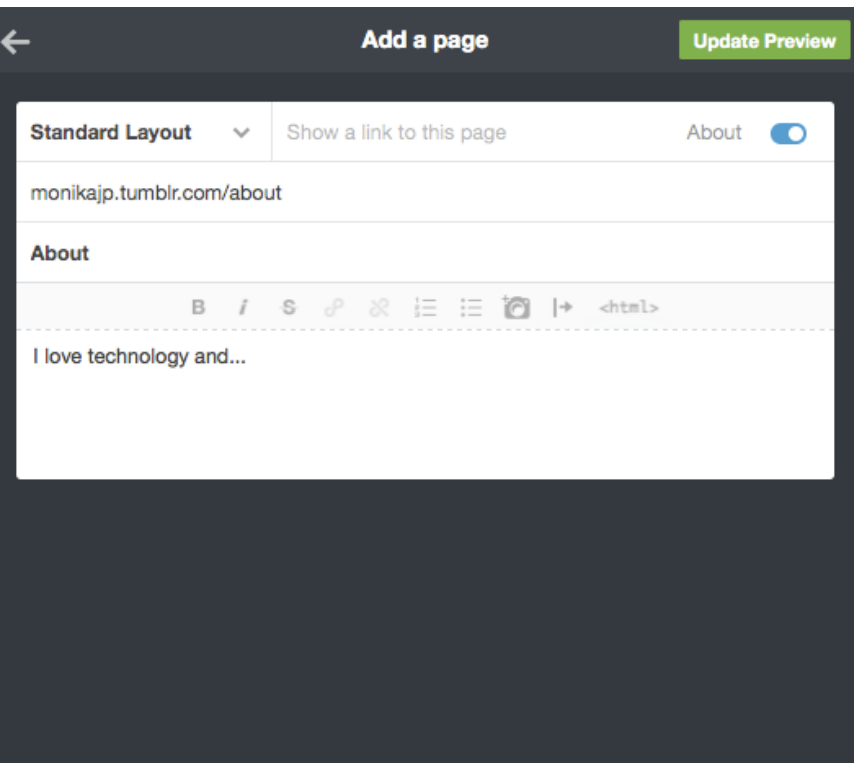 Add a page
Update Preview
Standard Layout
Show a link to this page
About
monikajp.tumblr.com/about
About
B i S <html>
I love technology and...